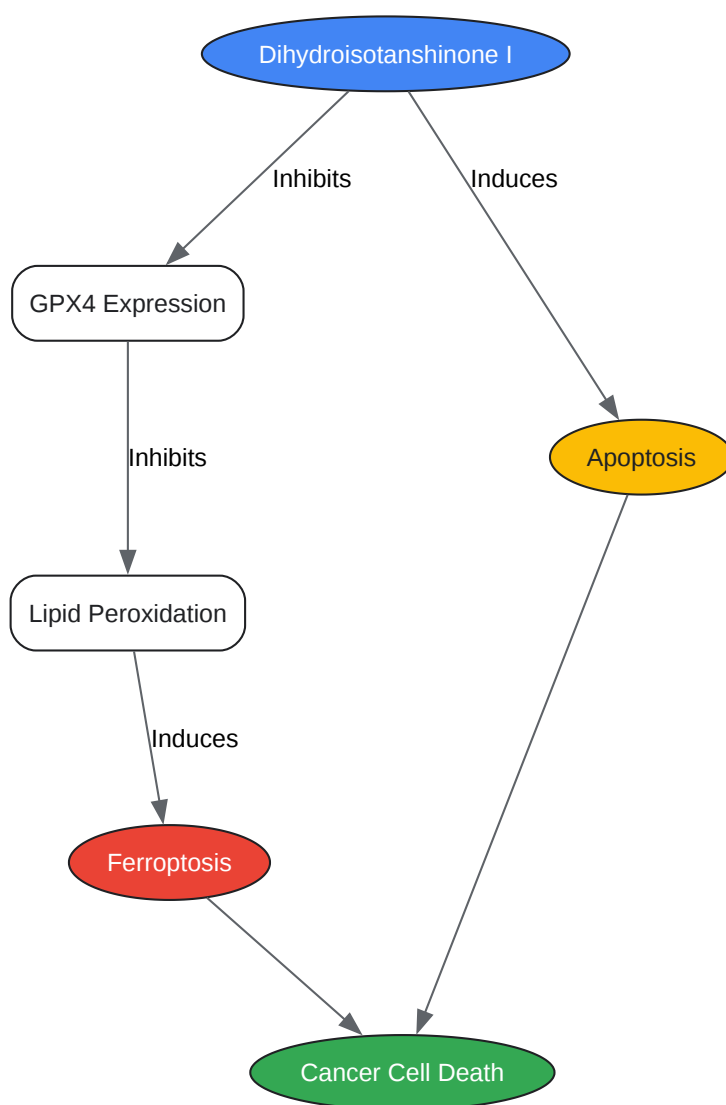 Dihydroisotanshinone I
Inhibits
Induces
GPX4 Expression
Inhibits
Apoptosis
Lipid Peroxidation
Induces
Ferroptosis
Cancer Cell Death